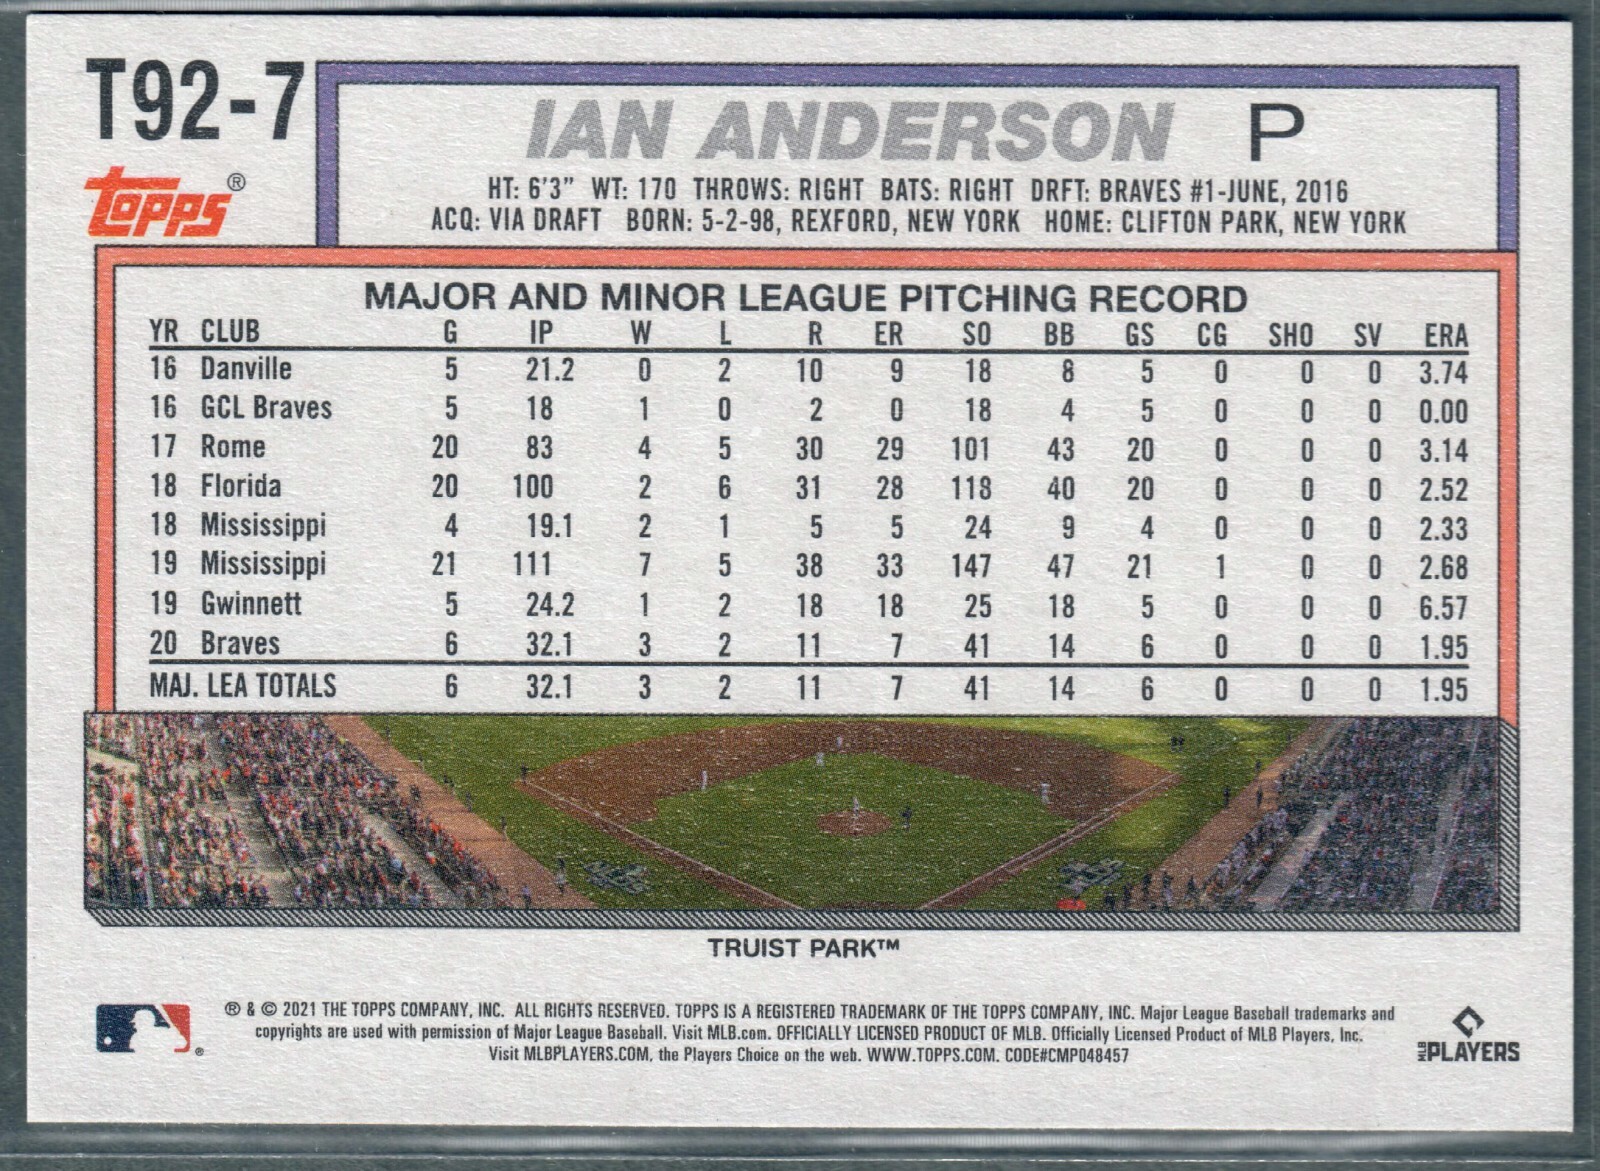 T92-7
topps®
IAN ANDERSON P
HT: 6'3" WT: 170 THROWS: RIGHT BATS: RIGHT DRFT: BRAVES #1-JUNE, 2016
ACQ: VIA DRAFT BORN: 5-2-98, REXFORD, NEW YORK HOME: CLIFTON PARK, NEW YORK
MAJOR AND MINOR LEAGUE PITCHING RECORD
YR CLUB G IP W L R ER SO BB GS CG SHO SV ERA
16 Danville 5 21.2 0 2 10 9 18 8 5 0 0 0 3.74
16 GCL Braves 5 18 1 0 2 0 18 4 5 0 0 0 0.00
17 Rome 20 83 4 5 30 29 101 43 20 0 0 0 3.14
18 Florida 20 100 2 6 31 28 118 40 20 0 0 0 2.52
18 Mississippi 4 19.1 2 1 5 5 24 9 4 0 0 0 2.33
19 Mississippi 21 111 7 5 38 33 147 47 21 1 0 0 2.68
19 Gwinnett 5 24.2 1 2 18 18 25 18 5 0 0 0 6.57
20 Braves 6 32.1 3 2 11 7 41 14 6 0 0 0 1.95
MAJ. LEA TOTALS 6 32.1 3 2 11 7 41 14 6 0 0 0 1.95
TRUIST PARK™
® & © 2021 THE TOPPS COMPANY, INC. ALL RIGHTS RESERVED. TOPPS IS A REGISTERED TRADEMARK OF THE TOPPS COMPANY, INC. Major League Baseball trademarks and
copyrights are used with permission of Major League Baseball. Visit MLB.com. OFFICIALLY LICENSED PRODUCT OF MLB. Officially Licensed Product of MLB Players, Inc.
Visit MLBPLAYERS.COM, the Players Choice on the web. WWW.TOPPS.COM. CODE#CMP048457
®
MLB PLAYERS